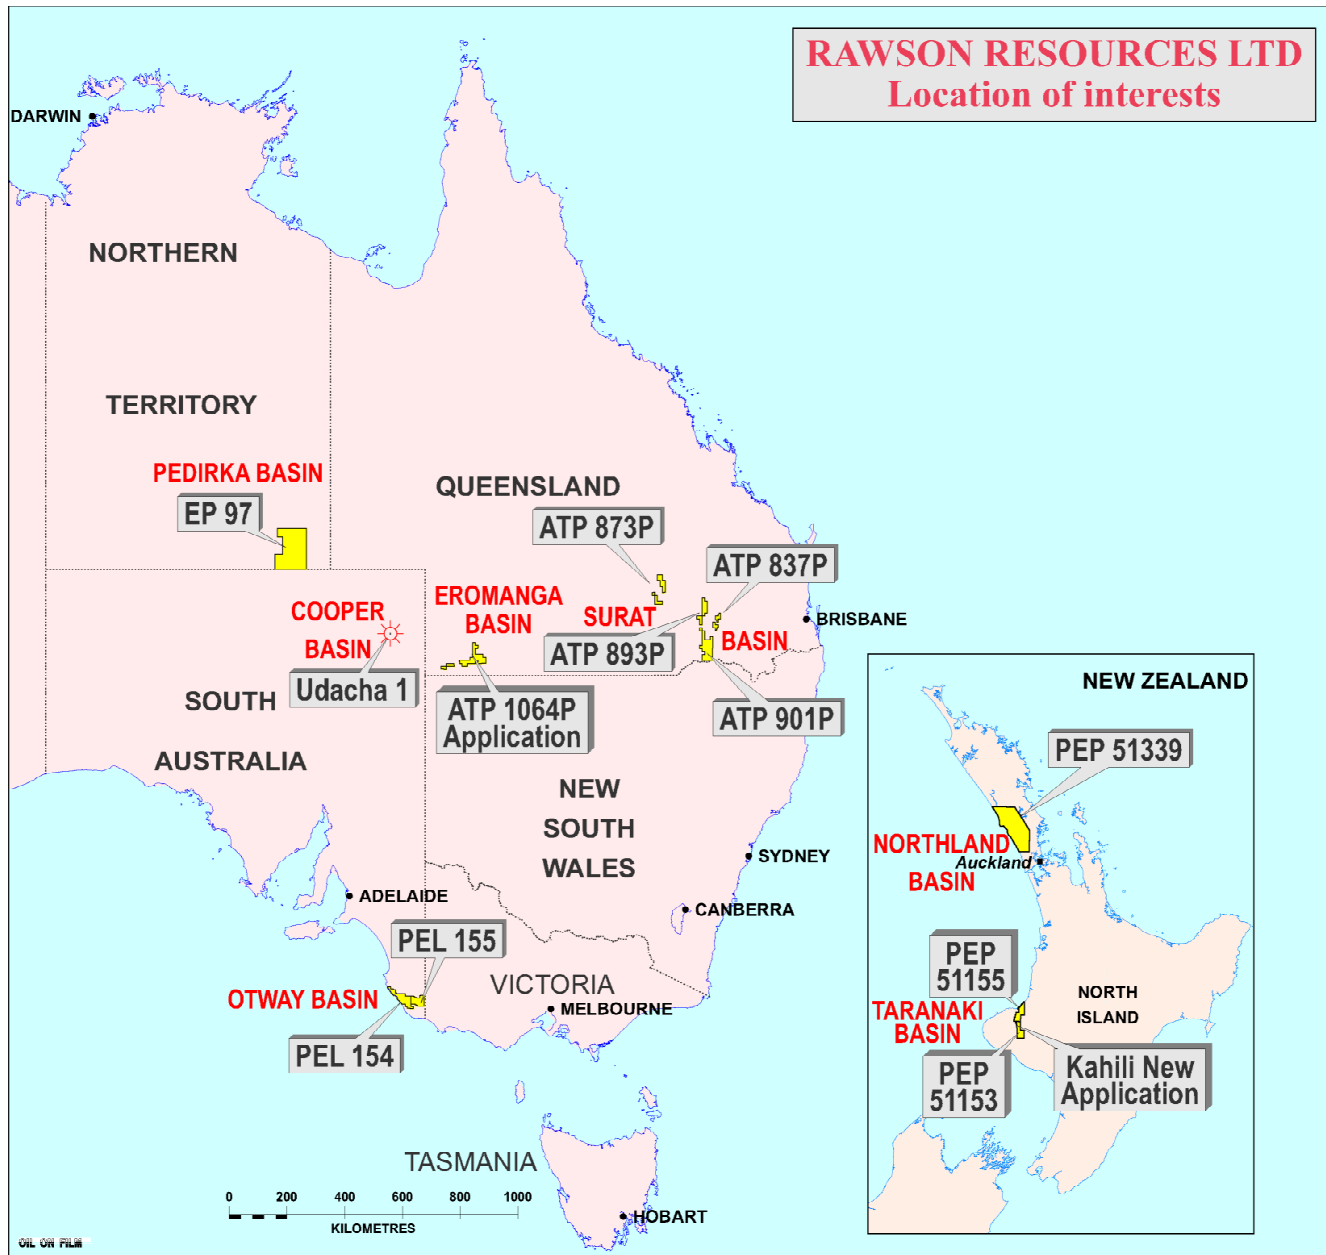 RAWSON RESOURCES LTD
Location of interests
DARWIN
NORTHERN
TERRITORY
PEDIRKA BASIN
EP 97
QUEENSLAND
ATP 873P
ATP 837P
COOPER
BASIN
Udacha 1
EROMANGA
BASIN
SURAT
BASIN
BRISBANE
ATP 893P
ATP 901P
ATP 1064P
Application
SOUTH
AUSTRALIA
NEW
SOUTH
WALES
SYDNEY
ADELAIDE
CANBERRA
PEL 155
OTWAY BASIN
VICTORIA
MELBOURNE
PEL 154
TASMANIA
HOBART
0 200 400 600 800 1000
KILOMETRES
OIL ON FILM
NEW ZEALAND
PEP 51339
NORTHLAND
BASIN
Auckland
PEP
51155
NORTH
ISLAND
TARANAKI
BASIN
PEP
51153
Kahili New
Application